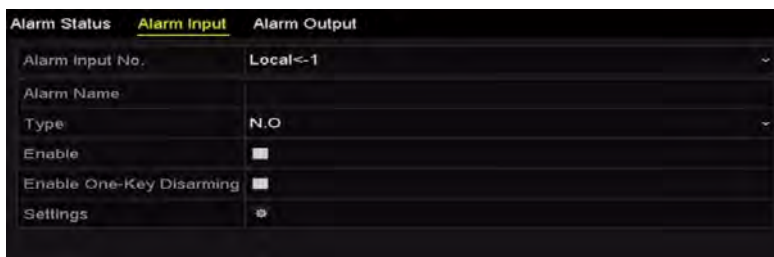 Alarm Status Alarm Input Alarm Output
Alarm Input No. Local<-1
Alarm Name
Type N.O
Enable
Enable One-Key Disarming
Settings